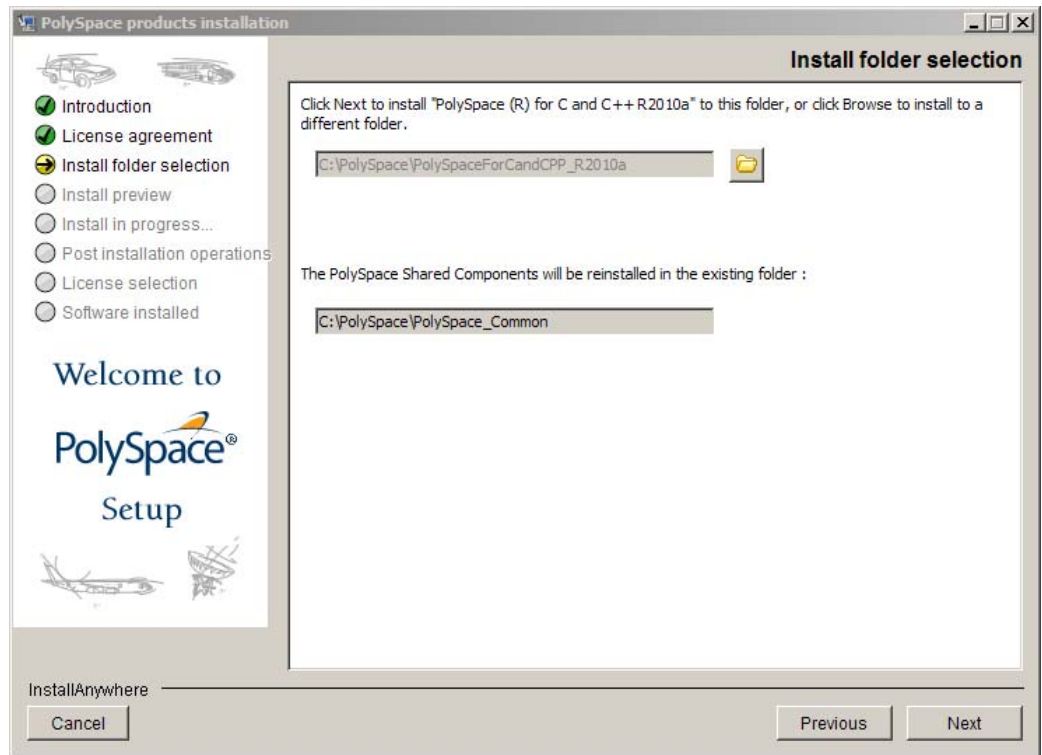 PolySpace products installation
Install folder selection
Introduction
License agreement
Install folder selection
Install preview
Install in progress...
Post installation operations
License selection
Software installed
Welcome to
PolySpace®
Setup
Click Next to install "PolySpace (R) for C and C++ R2010a" to this folder, or click Browse to install to a
different folder.
C:\PolySpace\PolySpaceForCandCPP_R2010a
The PolySpace Shared Components will be reinstalled in the existing folder :
C:\PolySpace\PolySpace_Common
InstallAnywhere
Cancel
Previous
Next